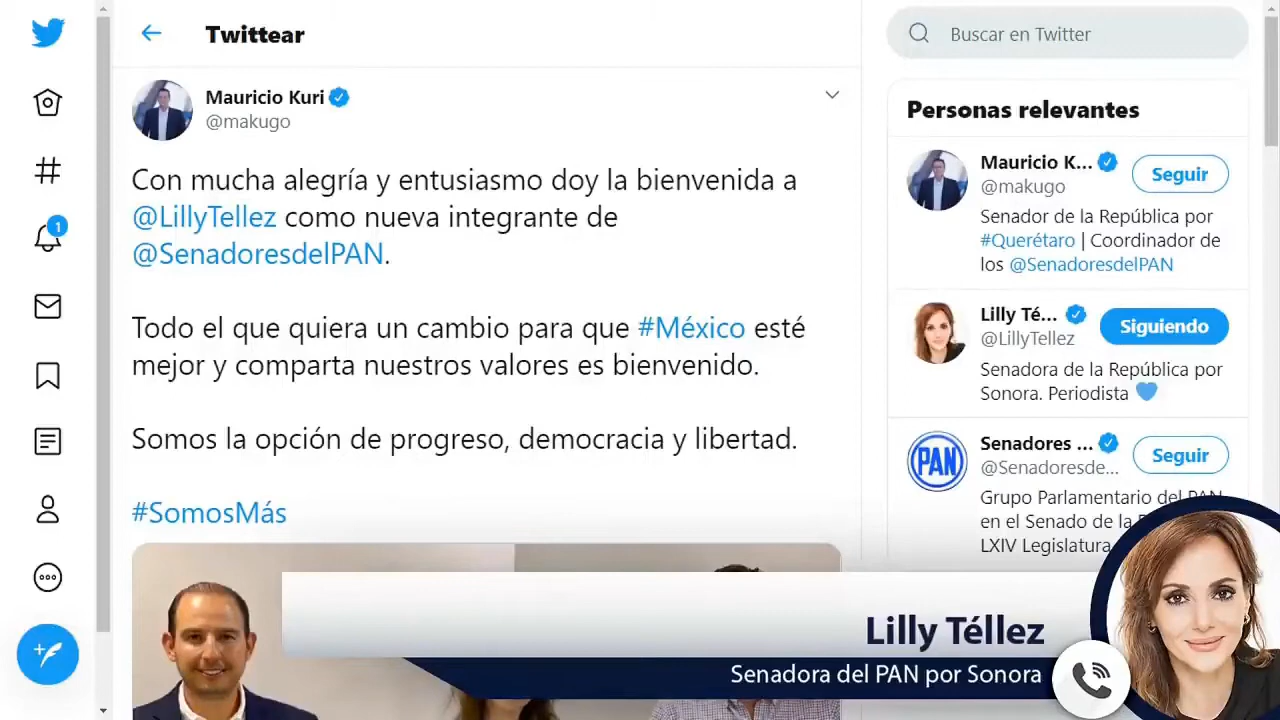 Twittear
Buscar en Twitter
Mauricio Kuri
@makugo
Con mucha alegría y entusiasmo doy la bienvenida a
@LillyTellez como nueva integrante de
@SenadoresdelPAN.
Todo el que quiera un cambio para que #México esté
mejor y comparta nuestros valores es bienvenido.
Somos la opción de progreso, democracia y libertad.
#SomosMás
1
Personas relevantes
Mauricio K...
@makugo
Seguir
Senador de la República por
#Querétaro | Coordinador de
los @SenadoresdelPAN
Lilly Té...
@LillyTellez
Siguiendo
Senadora de la República por
Sonora. Periodista 💙
PAN
Senadores ...
@Senadoresde...
Seguir
Grupo Parlamentario del PAN
en el Senado de la
LXIV Legislatura
Lilly Téllez
Senadora del PAN por Sonora